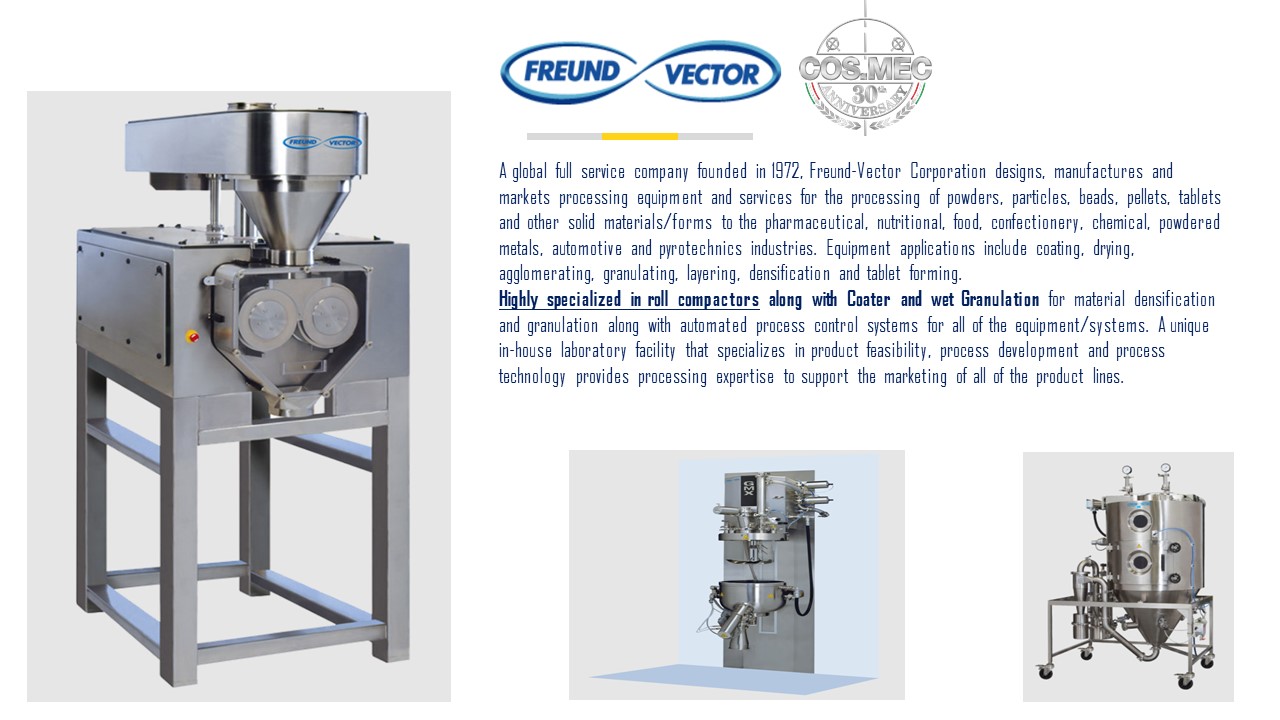 FREUND VECTOR
COS.MEC
30th
ANNIVERSARY
FREUND VECTOR
A global full service company founded in 1972, Freund-Vector Corporation designs, manufactures and
markets processing equipment and services for the processing of powders, particles, beads, pellets, tablets
and other solid materials/forms to the pharmaceutical, nutritional, food, confectionery, chemical, powdered
metals, automotive and pyrotechnics industries. Equipment applications include coating, drying,
agglomerating, granulating, layering, densification and tablet forming.
Highly specialized in roll compactors along with Coater and wet Granulation for material densification
and granulation along with automated process control systems for all of the equipment/systems. A unique
in-house laboratory facility that specializes in product feasibility, process development and process
technology provides processing expertise to support the marketing of all of the product lines.
GMX